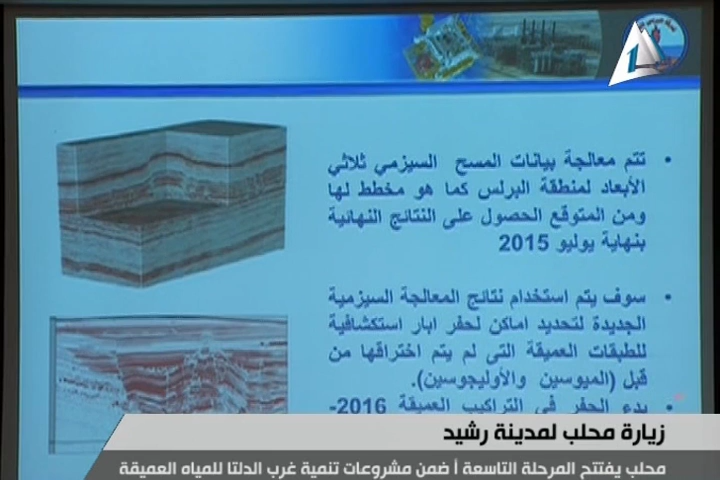 • تتم معالجة بيانات المسح السيزمي ثلاثي
الأبعاد لمنطقة البرلس كما هو مخطط لها
ومن المتوقع الحصول على النتائج النهائية
بنهاية يوليو 2015
• سوف يتم استخدام نتائج المعالجة السيزمية
الجديدة لتحديد اماكن لحفر ابار استكشافية
للطبقات العميقة التى لم يتم اختراقها من
قبل (الميوسين والأوليجوسين).
• بدء الحفر في التراكيب العميقة 2016-
زيارة محلب لمدينة رشيد
محلب يفتتح المرحلة التاسعة أ ضمن مشروعات تنمية غرب الدلتا للمياه العميقة